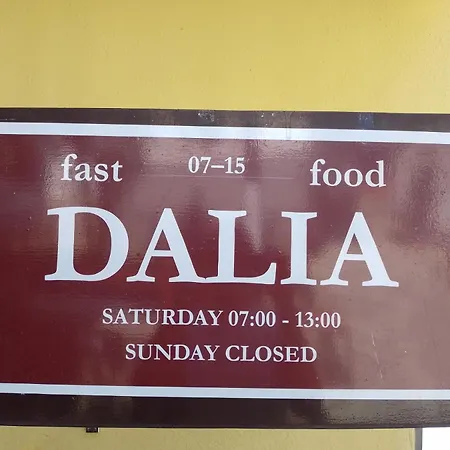 fast 07–15 food
DALIA
SATURDAY 07:00 - 13:00
SUNDAY CLOSED